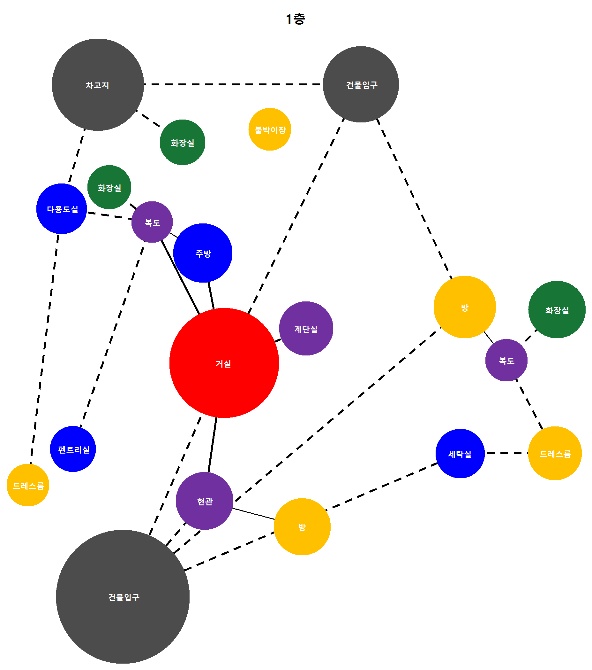 1층
차고지
건물입구
붙박이장
화장실
화장실
다용도실
복도
주방
방
화장실
계단실
복도
거실
펜트리실
세탁실
드레스룸
드레스룸
현관
방
건물입구